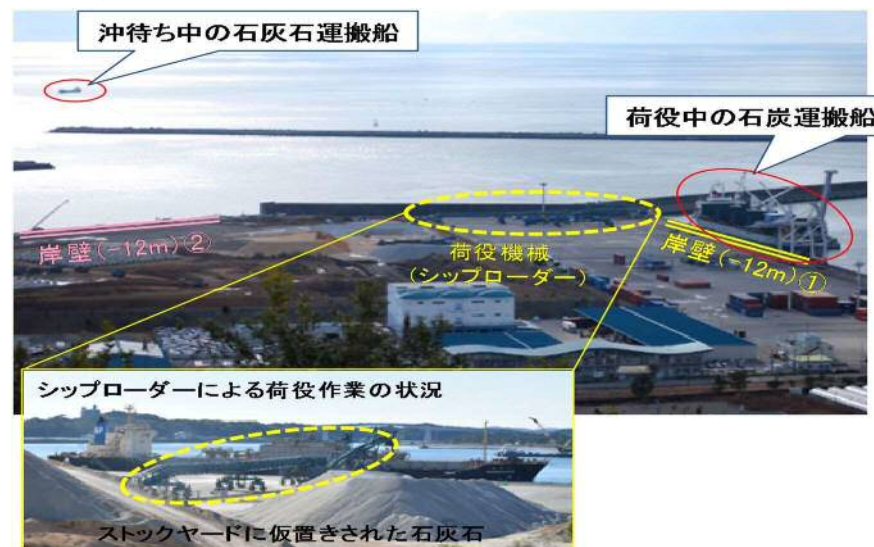 沖待ち中の石灰石運搬船
荷役中の石炭運搬船
岸壁(-12m)②
荷役機械
(シップローダー)
岸壁(-12m)①
シップローダーによる荷役作業の状況
ストックヤードに仮置きされた石灰石